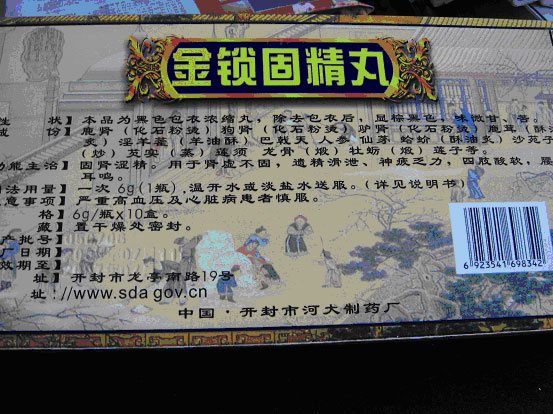 金锁固精丸
性 状】本品为黑色包衣浓缩丸，除去包衣后，显棕黑色，味微甘、苦。
成 份】鹿肾（化石粉烫）狗肾（化石粉烫）驴肾（化石粉烫）鹿茸（酥
炙）淫羊藿（羊油酥）巴戟天 人参 仙茅 蛤蚧（酥油炙）沙苑子
（炒）芡实（蒸）莲须 龙骨（煅）牡蛎（煅）莲子等。
功能主治】固肾涩精。用于肾虚不固，遗精滑泄，神疲乏力，四肢酸软，腰
耳鸣。
法用量】一次6g(1瓶),温开水或淡盐水送服。(详见说明书)
意事项】严重高血压及心脏病患者慎服。
格】6g/瓶x10盒。
藏】置干燥处密封。
产批号
产日期
效期至】
址】开封市龙亭南路19号
址://www.sda gov.cn
中国·开封市河大制药厂
6 923541 698342